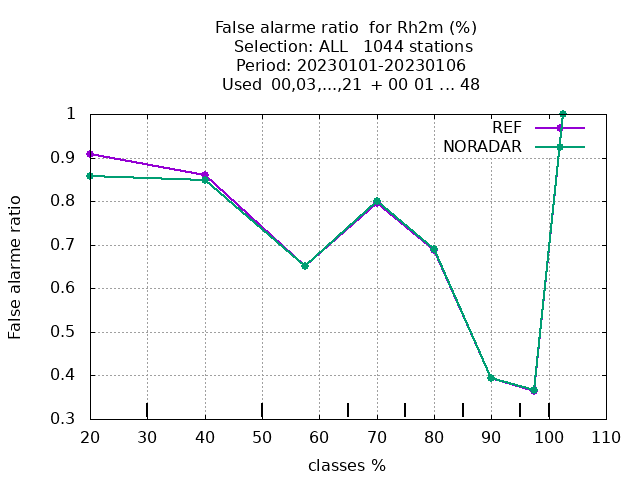 False alarme ratio  for Rh2m (%)
Selection: ALL   1044 stations
Period: 20230101-20230106
Used  00,03,...,21  + 00 01 ... 48
REF
NORADAR
False alarme ratio
1
0.9
0.8
0.7
0.6
0.5
0.4
0.3
20 30 40 50 60 70 80 90 100 110
classes %